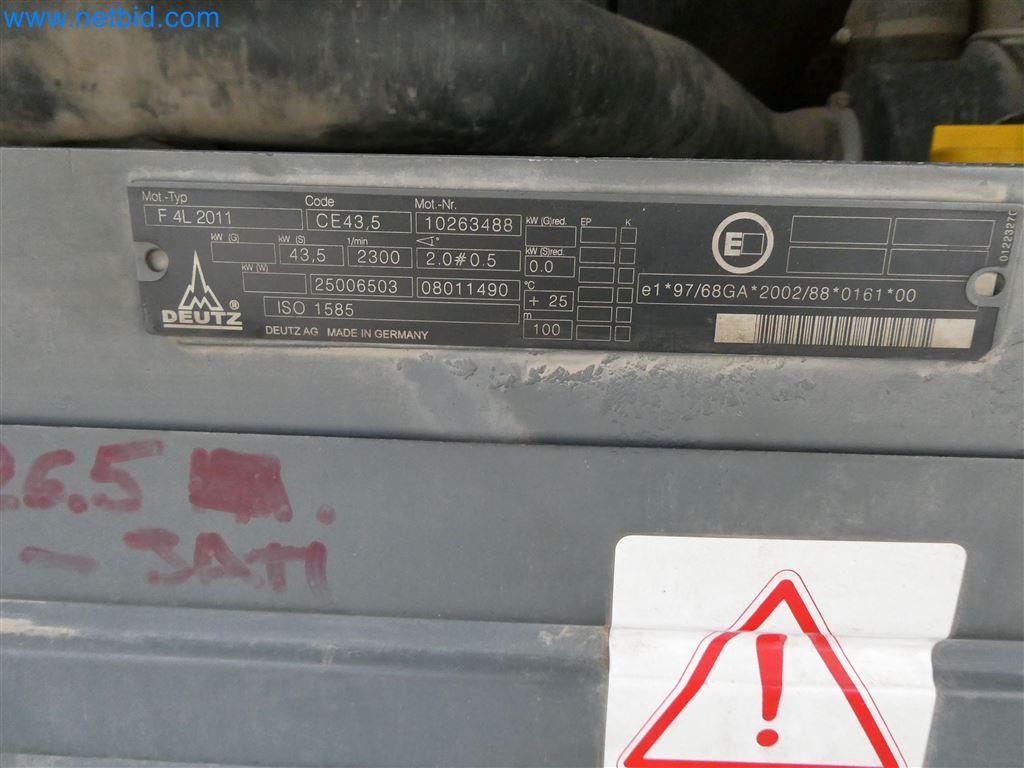 www.netbid.com
Mot.-Typ Code Mot.-Nr.
F 4L 2011 CE43,5 10263488 kW (G)red. EP K
kW (G) kW (S) 1/min °
43,5 2300 2.0#0.5 kW (S)red. 0.0
kW (W) 25006503 08011490 °C + 25
ISO 1585 m 100
DEUTZ ®
DEUTZ AG MADE IN GERMANY
E
e1*97/68GA*2002/88*0161*00
01223270
26.5
- JATI
!